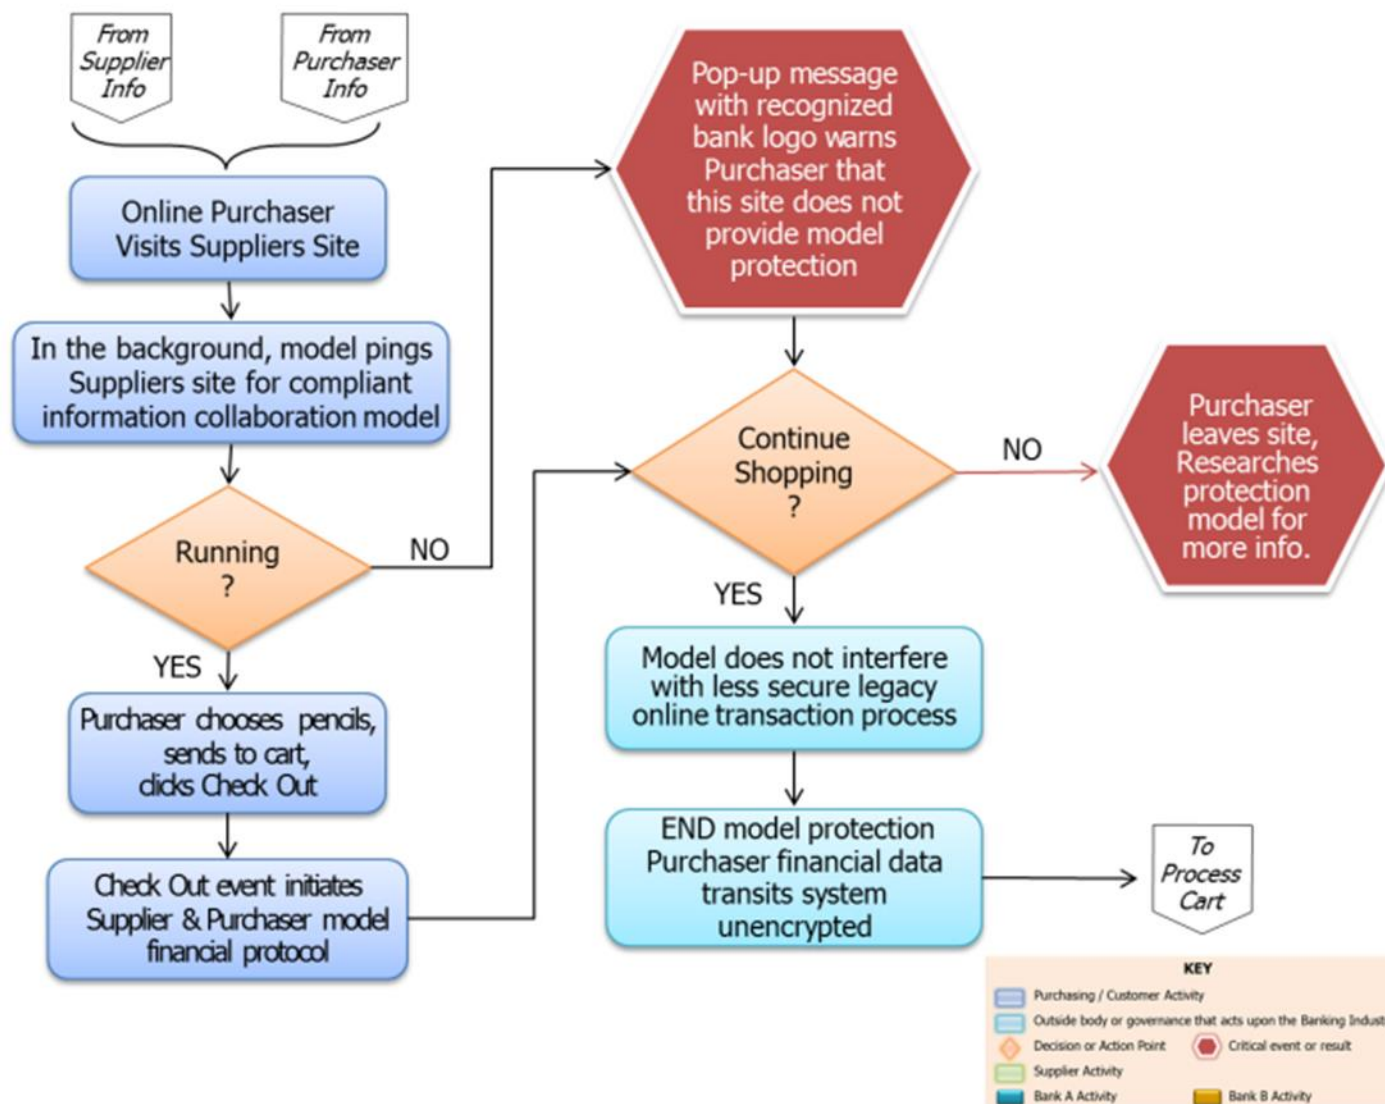 From
Supplier
Info
From
Purchaser
Info
Online Purchaser
Visits Suppliers Site
In the background, model pings
Suppliers site for compliant
information collaboration model
Running
?
NO
YES
Purchaser chooses pencils,
sends to cart,
clicks Check Out
Check Out event initiates
Supplier & Purchaser model
financial protocol
Pop-up message
with recognized
bank logo warns
Purchaser that
this site does not
provide model
protection
Continue
Shopping
?
NO
Purchaser
leaves site,
Researches
protection
model for
more info.
YES
Model does not interfere
with less secure legacy
online transaction process
END model protection
Purchaser financial data
transits system
unencrypted
To
Process
Cart
KEY
Purchasing / Customer Activity
Outside body or governance that acts upon the Banking Indust
Decision or Action Point
Critical event or result
Supplier Activity
Bank A Activity
Bank B Activity